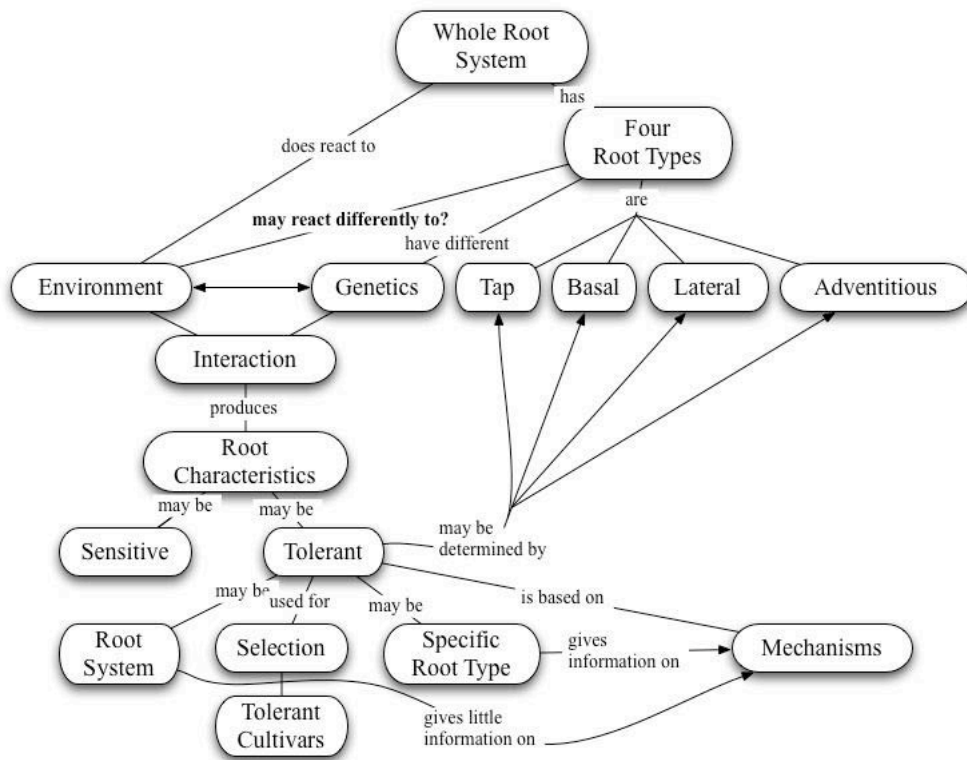 Whole Root
System
has
Four
Root Types
does react to
are
may react differently to?
have different
Environment
Genetics
Tap
Basal
Lateral
Adventitious
Interaction
produces
Root
Characteristics
may be
may be
Sensitive
Tolerant
may be
determined by
may be
used for
may be
is based on
Root
System
Selection
Specific
Root Type
gives
information on
Mechanisms
Tolerant
Cultivars
gives little
information on